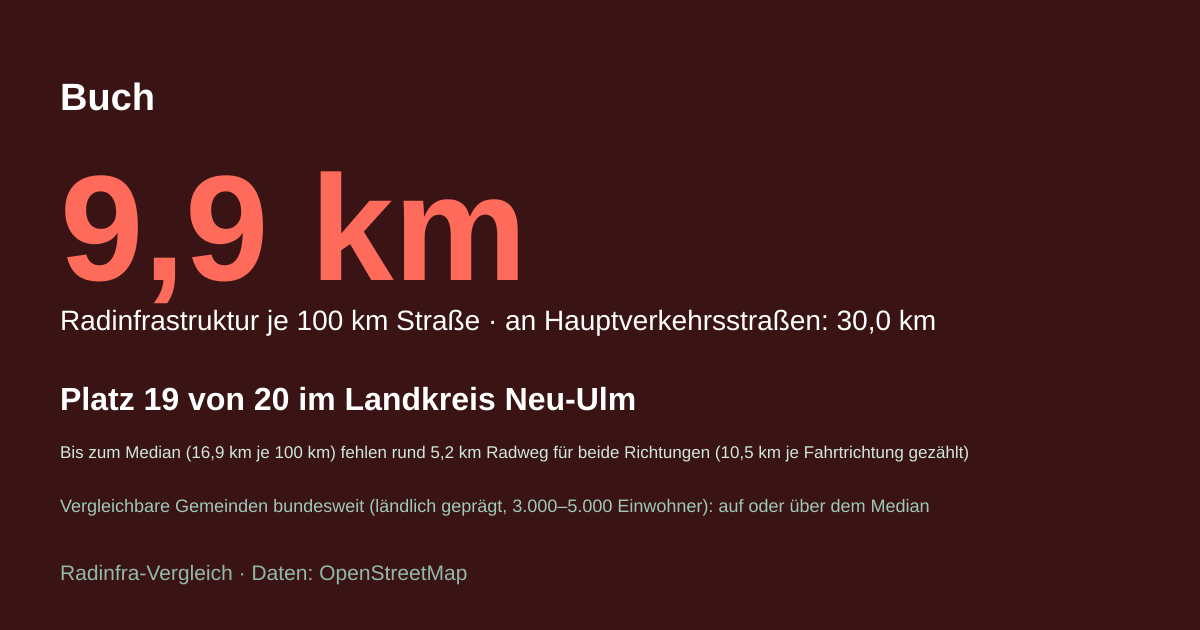 Buch
9,9 km
Radinfrastruktur je 100 km Straße · an Hauptverkehrsstraßen: 30,0 km
Platz 19 von 20 im Landkreis Neu-Ulm
Bis zum Median (16,9 km je 100 km) fehlen rund 5,2 km Radweg für beide Richtungen (10,5 km je Fahrtrichtung gezählt)
Vergleichbare Gemeinden bundesweit (ländlich geprägt, 3.000–5.000 Einwohner): auf oder über dem Median
Radinfra-Vergleich · Daten: OpenStreetMap